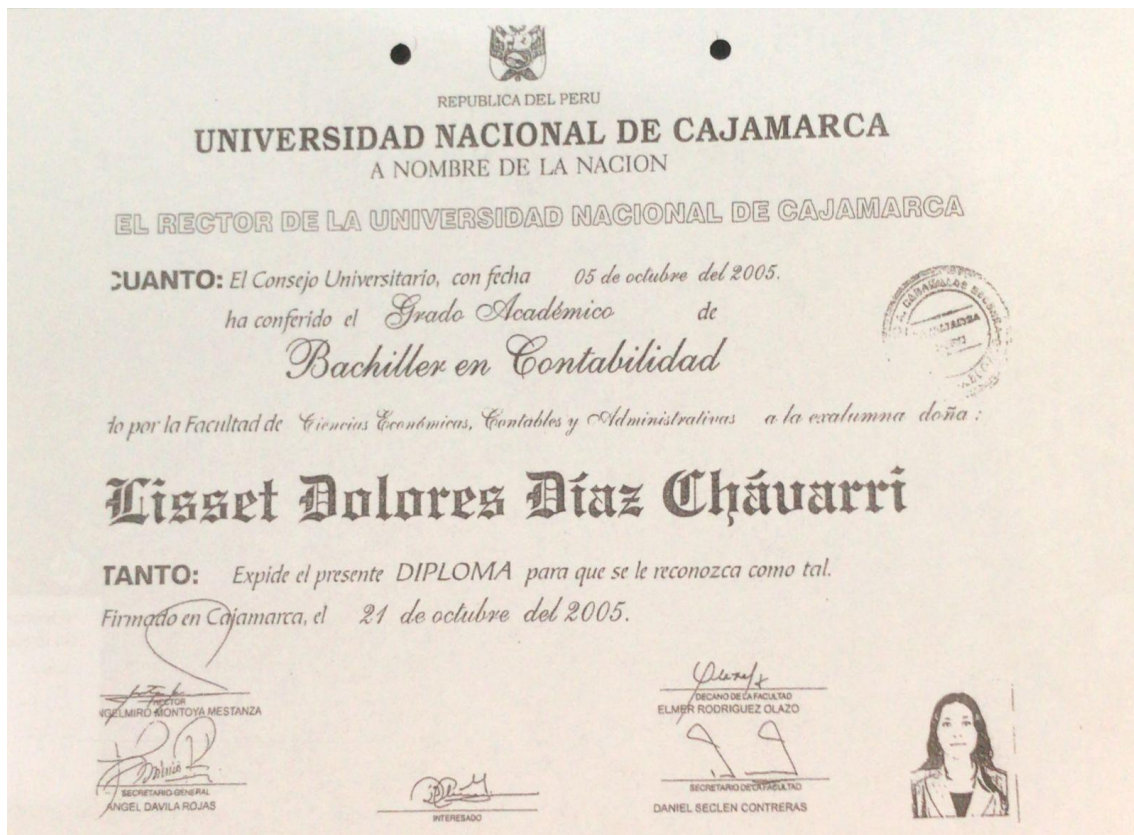 REPUBLICA DEL PERU
UNIVERSIDAD NACIONAL DE CAJAMARCA
A NOMBRE DE LA NACION
EL RECTOR DE LA UNIVERSIDAD NACIONAL DE CAJAMARCA
CUANTO: El Consejo Universitario, con fecha 05 de octubre del 2005.
ha conferido el Grado Académico de
Bachiller en Contabilidad
do por la Facultad de Ciencias Económicas, Contables y Administrativas a la exalumna doña :
Lisset Dolores Díaz Chávarri
TANTO: Expide el presente DIPLOMA para que se le reconozca como tal.
Firmado en Cajamarca, el 21 de octubre del 2005.
RECTOR
NGELMIRO MONTOYA MESTANZA
DECANO DE LA FACULTAD
ELMER RODRIGUEZ OLAZO
SECRETARIO GENERAL
ANGEL DAVILA ROJAS
INTERESADO
SECRETARIO DE LA FACULTAD
DANIEL SECLEN CONTRERAS